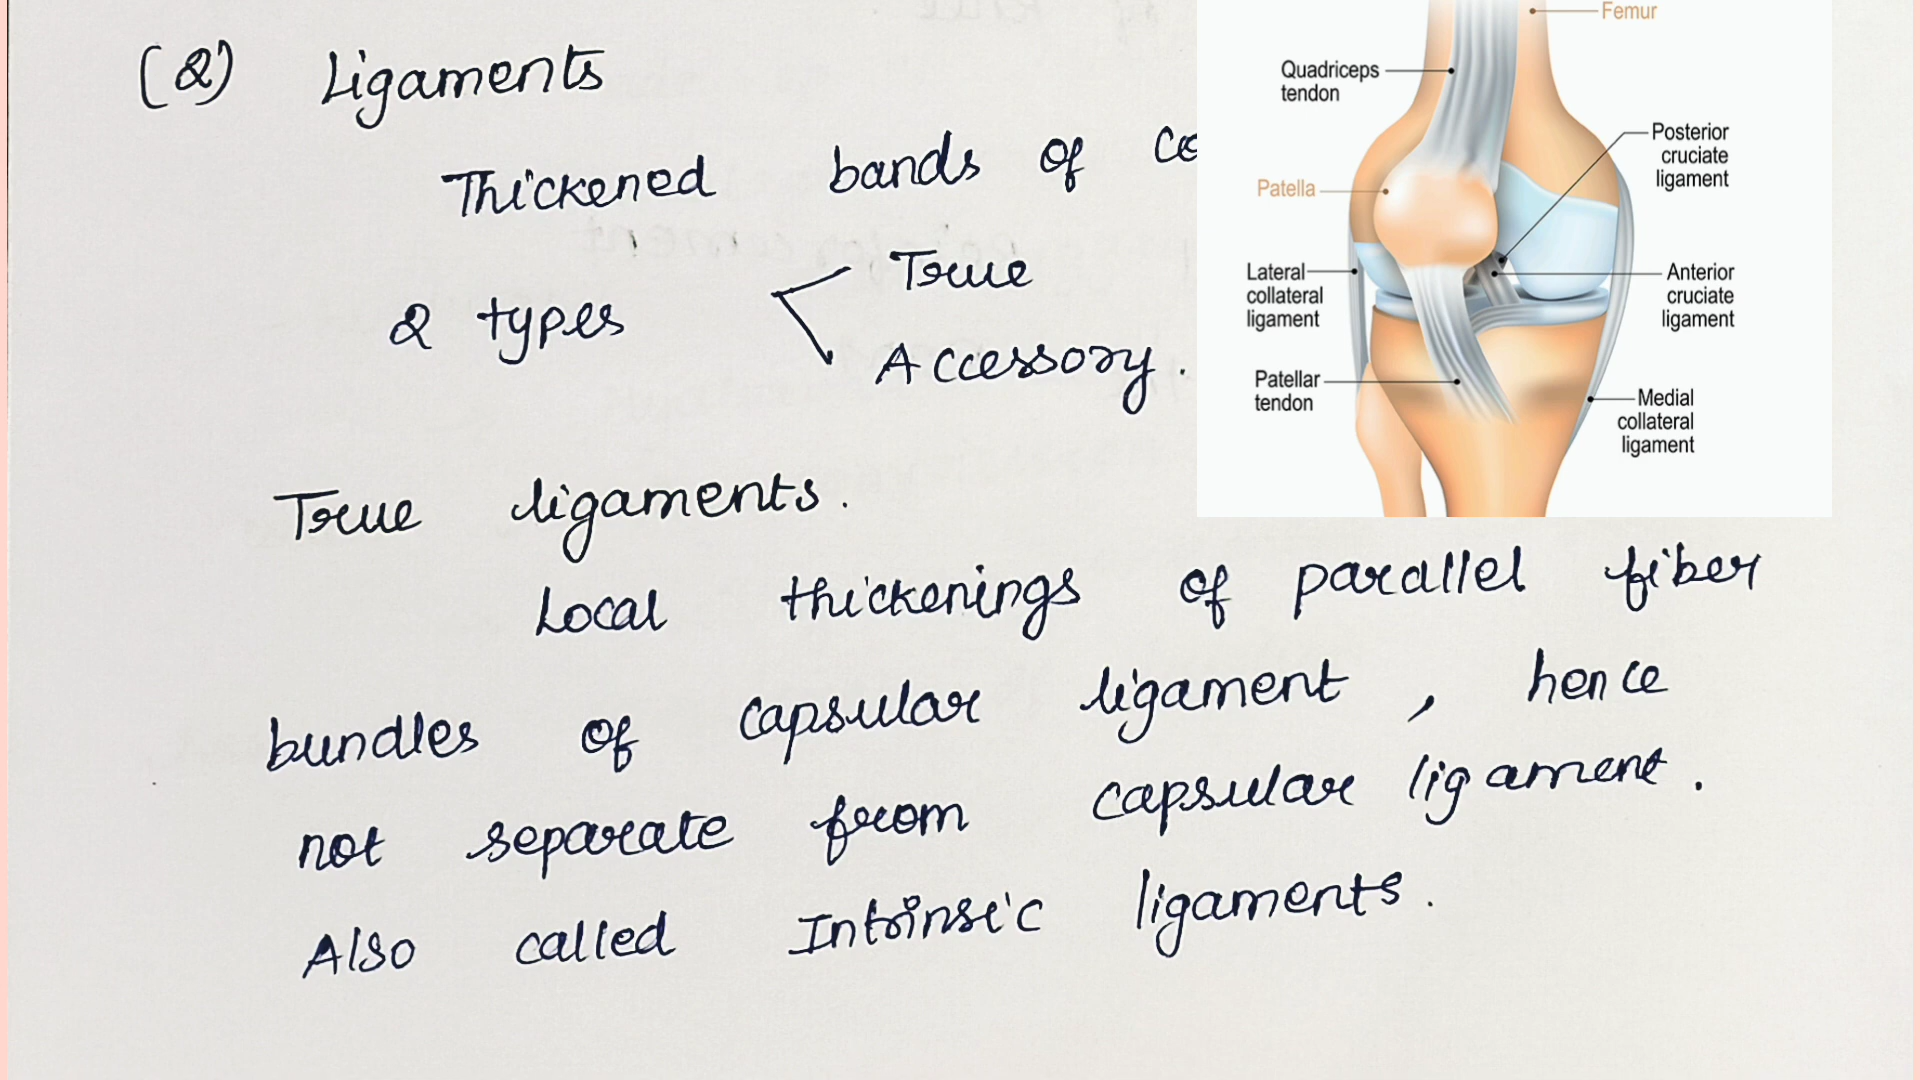 (2) Ligaments
Thickened bands of co
2 types
True
Accessory.
True ligaments.
Local thickenings of parallel fiber
bundles of capsular ligament, hence
not separate from capsular ligament.
Also called Intrinsic ligaments.
Femur
Quadriceps
tendon
Posterior
cruciate
ligament
Patella
Lateral
collateral
ligament
Anterior
cruciate
ligament
Patellar
tendon
Medial
collateral
ligament